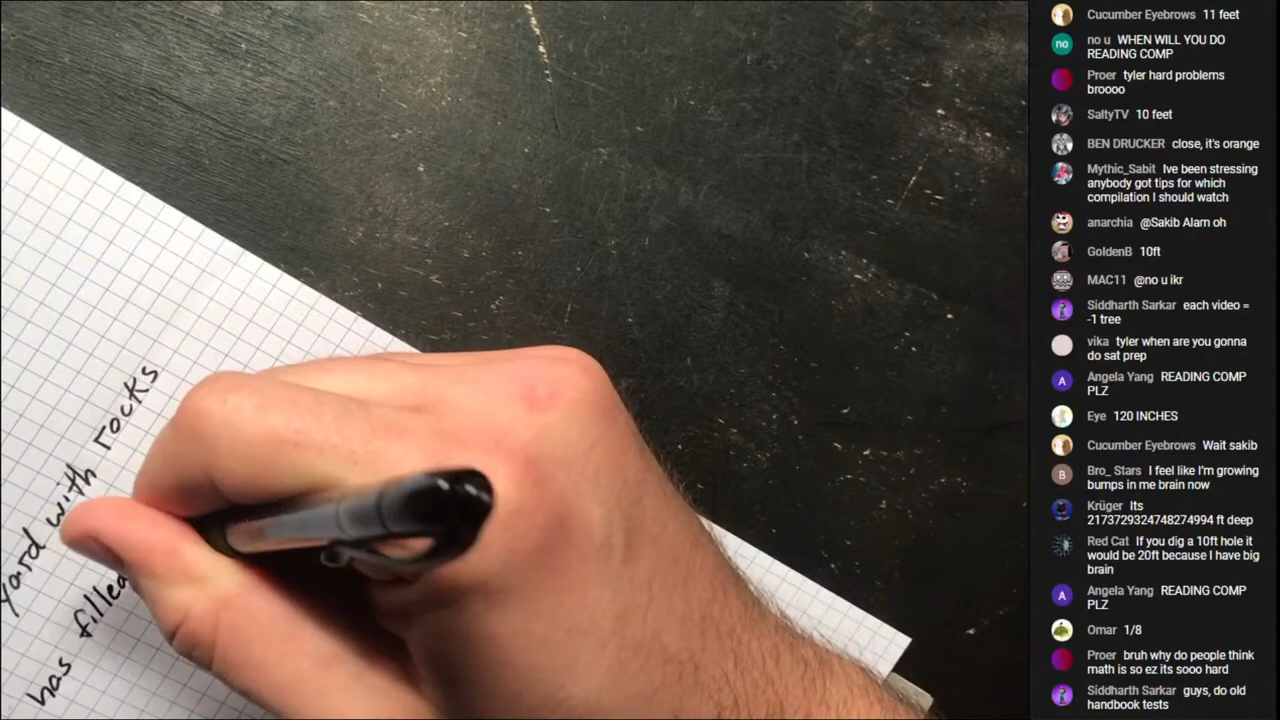 yard with rocks
has filled
Cucumber Eyebrows 11 feet
no
no u WHEN WILL YOU DO
READING COMP
Proer tyler hard problems
broooo
SaltyTV 10 feet
BEN DRUCKER close, it's orange
Mythic_Sabit Ive been stressing
anybody got tips for which
compilation I should watch
anarchia @Sakib Alam oh
GoldenB 10ft
MAC11 @no u ikr
Siddharth Sarkar each video =
-1 tree
vika tyler when are you gonna
do sat prep
A
Angela Yang READING COMP
PLZ
Eye 120 INCHES
Cucumber Eyebrows Wait sakib
B
Bro_ Stars I feel like I'm growing
bumps in me brain now
Krüger Its
2173729324748274994 ft deep
Red Cat If you dig a 10ft hole it
would be 20ft because I have big
brain
A
Angela Yang READING COMP
PLZ
Omar 1/8
Proer bruh why do people think
math is so ez its sooo hard
Siddharth Sarkar guys, do old
handbook tests